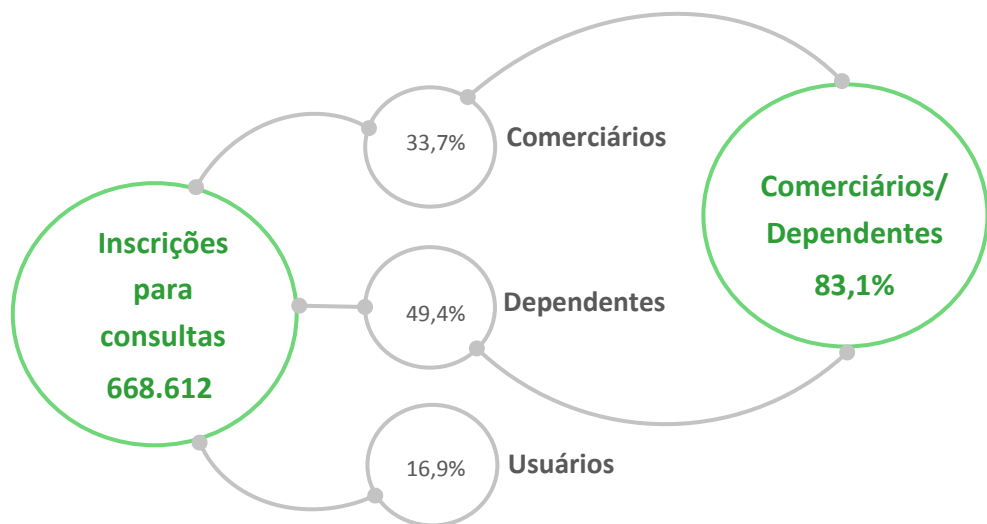 Inscrições
para
consultas
668.612
33,7%
Comerciários
49,4%
Dependentes
16,9%
Usuários
Comerciários/
Dependentes
83,1%